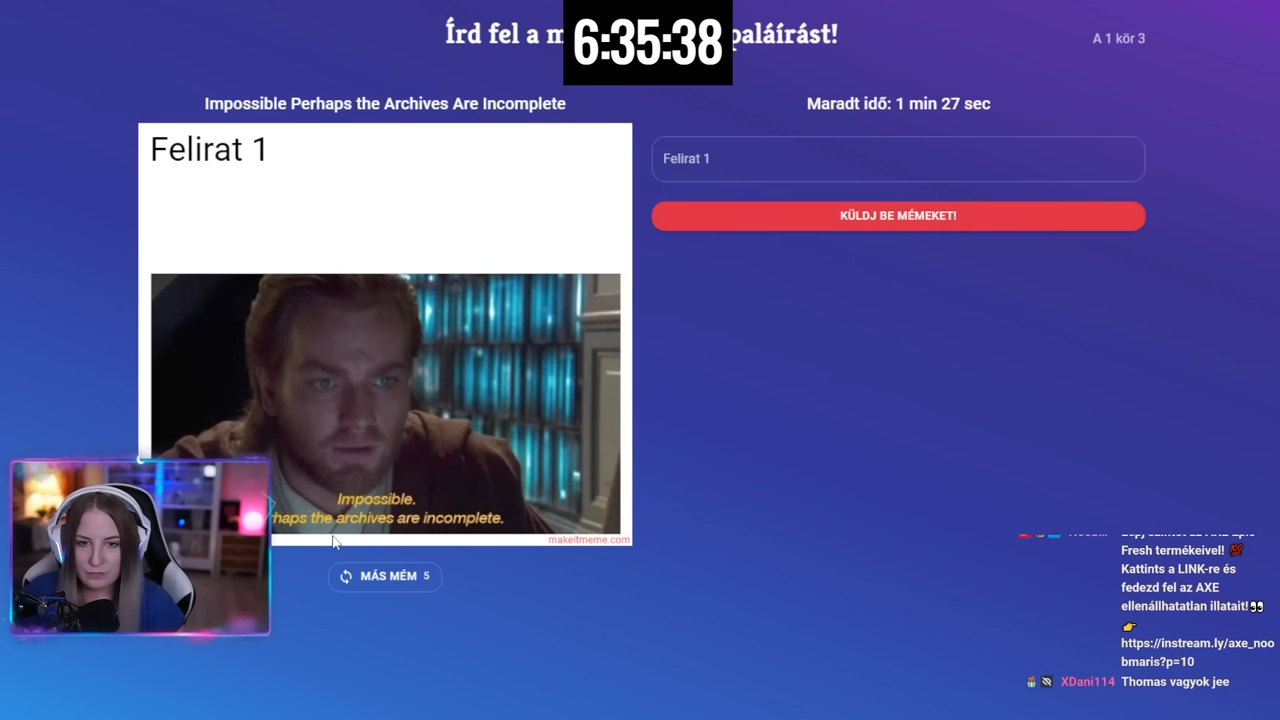 Írd fel a m
6:35:38
paláírást!
A 1 kör 3
Impossible Perhaps the Archives Are Incomplete
Maradt idő: 1 min 27 sec
Felirat 1
Felirat 1
KÜLDJ BE MÉMEKET!
Impossible.
haps the archives are incomplete.
makeitmeme.com
MÁS MÉM 5
Fresh termékeivel! 💯
Kattints a LINK-re és
fedezd fel az AXE
ellenállhatatlan illatait!👀
👉
https://instream.ly/axe_noo
bmaris?p=10
XDani114 Thomas vagyok jee